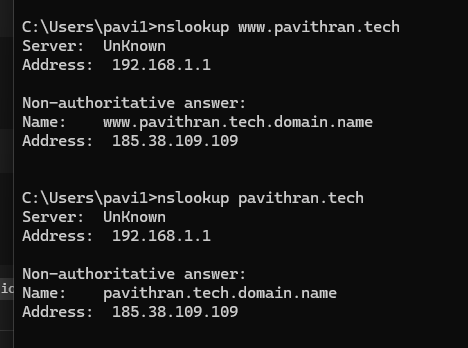 C:\Users\pavi1>nslookup www.pavithran.tech
Server:  UnKnown
Address:  192.168.1.1
Non-authoritative answer:
Name:    www.pavithran.tech.domain.name
Address:  185.38.109.109
C:\Users\pavi1>nslookup pavithran.tech
Server:  UnKnown
Address:  192.168.1.1
Non-authoritative answer:
ic
Name:    pavithran.tech.domain.name
Address:  185.38.109.109